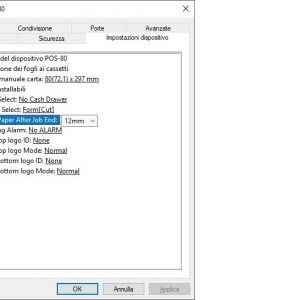 80
Condivisione Porte Avanzate
Sicurezza Impostazioni dispositivo
del dispositivo POS-80
one dei fogli ai cassetti
manuale carta: 80(72.1) x 297 mm
nstallabili
Select: No Cash Drawer
Select: Form[Cut]
Paper After Job End: 12mm
ng Alarm: No ALARM
op logo ID: None
op logo Mode: Normal
ottom logo ID: None
ottom logo Mode: Normal
OK Annulla Applica